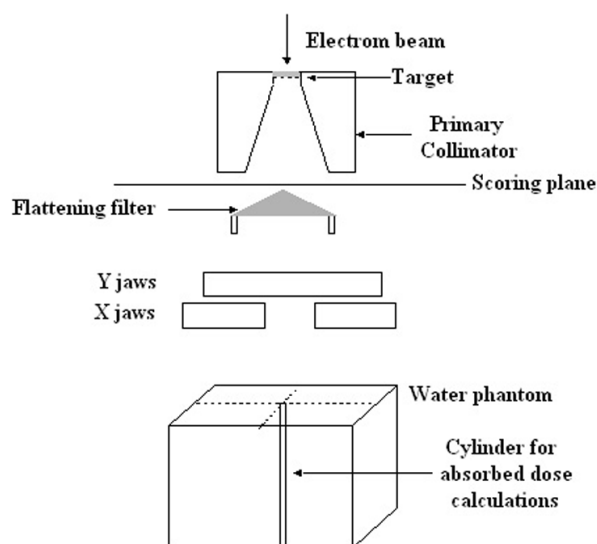 Electrom beam
Target
Primary
Collimator
Scoring plane
Flattening filter
Y jaws
X jaws
Water phantom
Cylinder for
absorbed dose
calculations